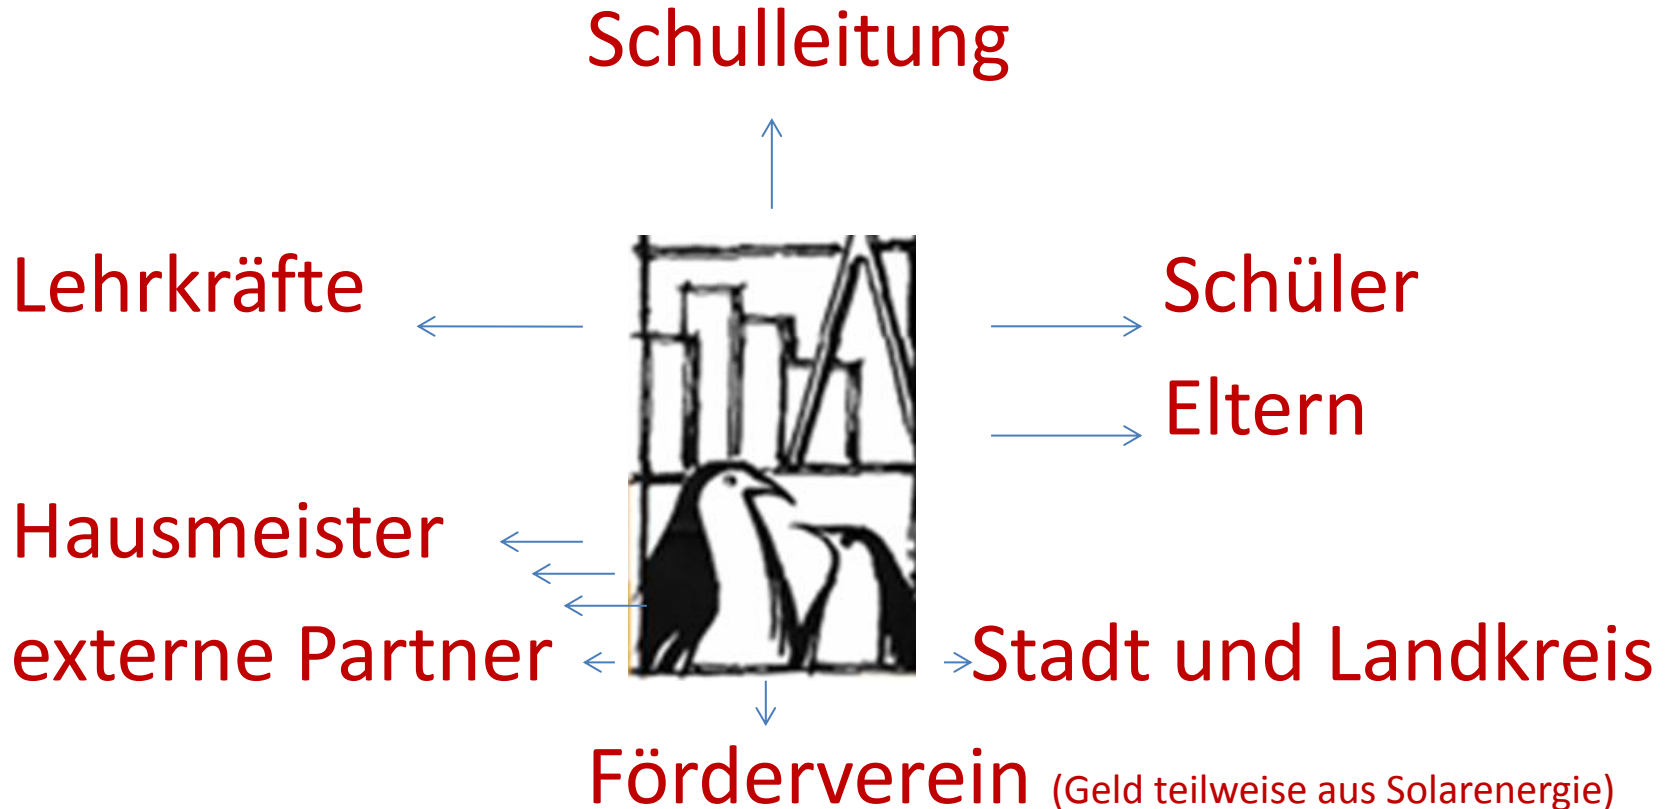 Schulleitung
Lehrkräfte
Schüler
Eltern
Hausmeister
externe Partner
Stadt und Landkreis
Förderverein (Geld teilweise aus Solarenergie)